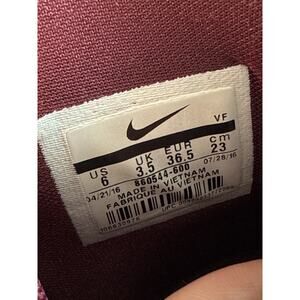 VF
US UK EUR cm
6 3.5 36.5 23
04/21/16 860544-600 07/28/16
MADE IN VIETNAM
FABRIQUE AU VIETNAM
UPC